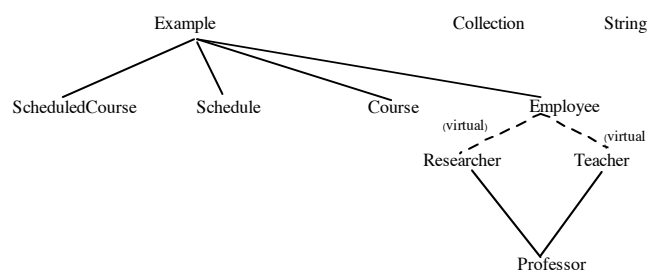 Example Collection String
ScheduledCourse Schedule Course Employee
(virtual) (virtual
Researcher Teacher
Professor